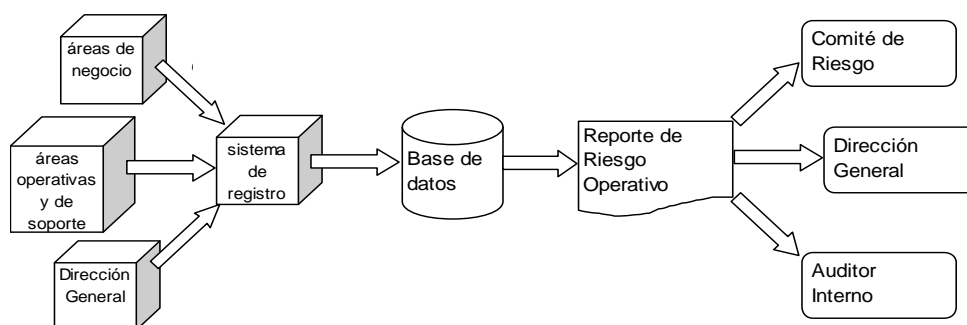 áreas de
negocio
áreas
operativas
y de
soporte
Dirección
General
sistema
de
registro
Base de
datos
Reporte de
Riesgo
Operativo
Comité de
Riesgo
Dirección
General
Auditor
Interno